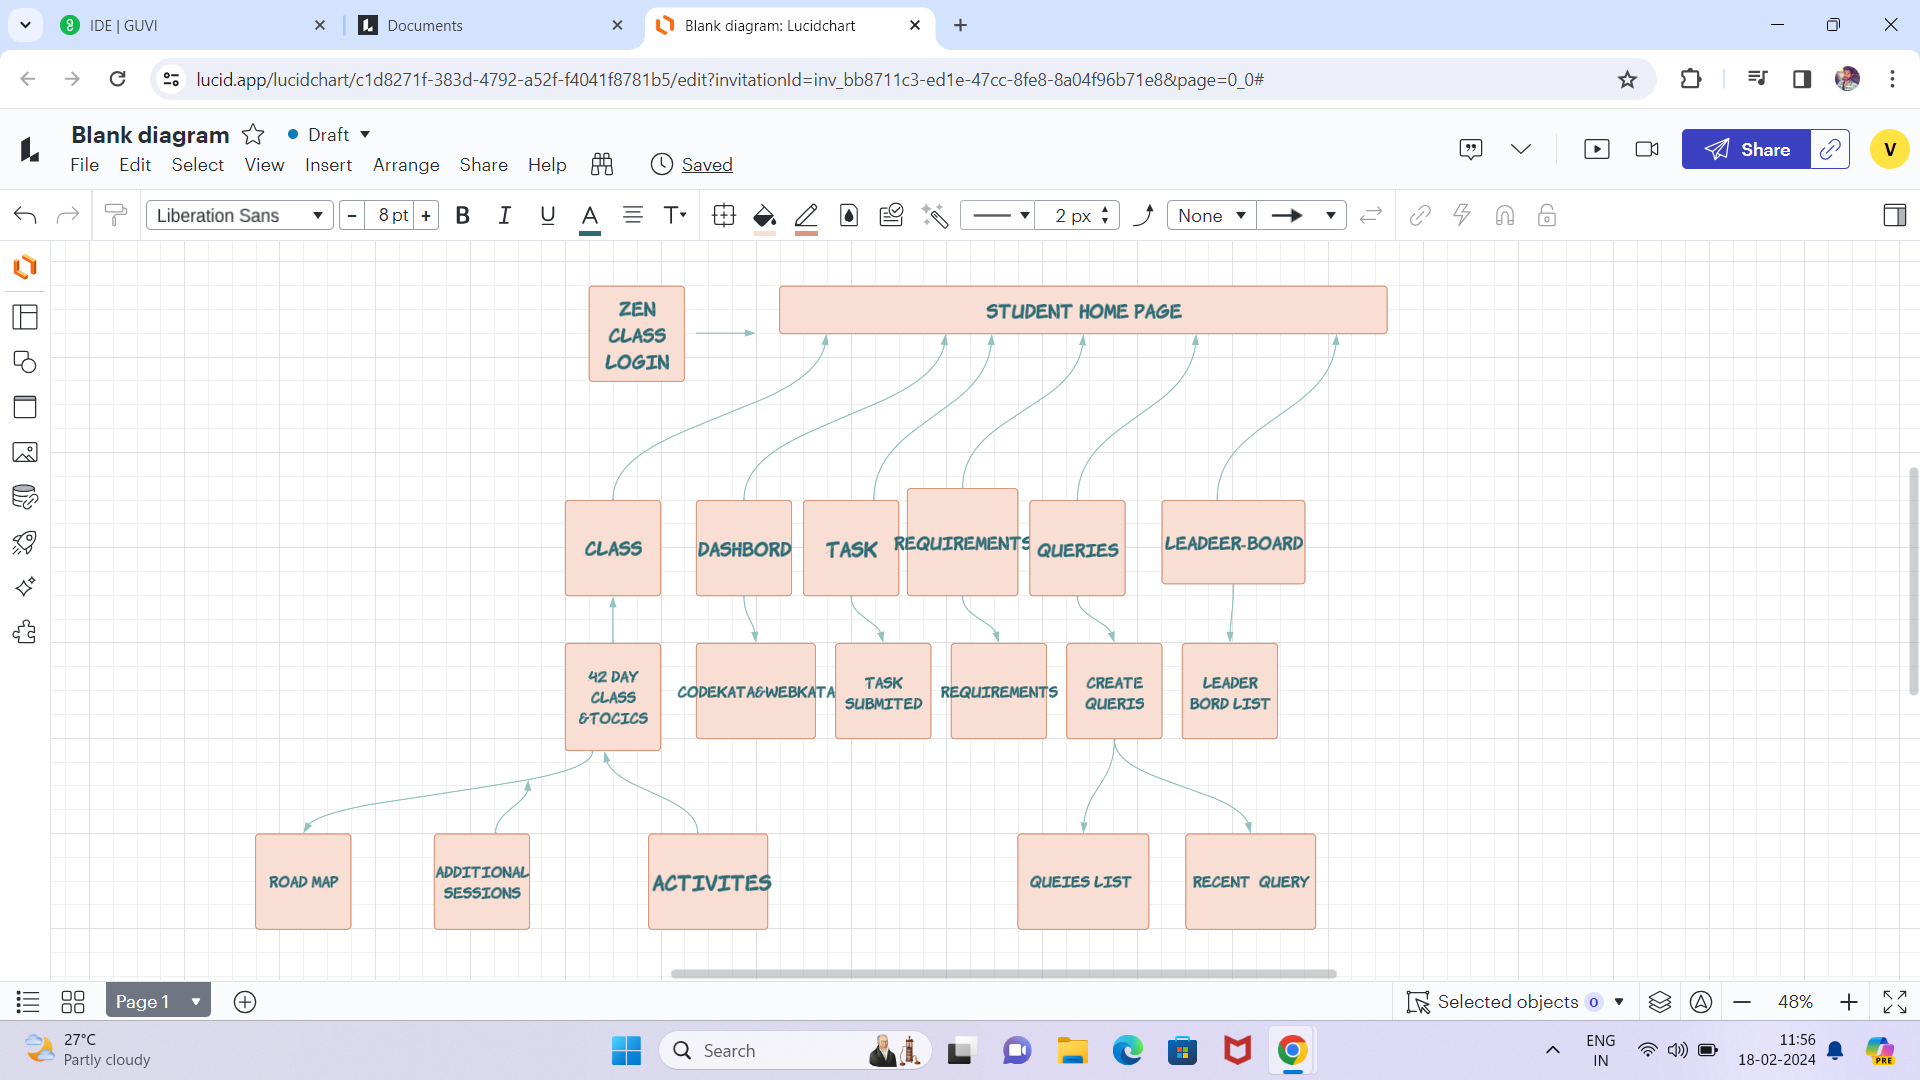 IDE | GUVI
Documents
Blank diagram: Lucidchart
lucid.app/lucidchart/c1d8271f-383d-4792-a52f-f4041f8781b5/edit?invitationId=inv_bb8711c3-ed1e-47cc-8fe8-8a04f96b71e8&page=0_0#
Blank diagram
Draft
File Edit Select View Insert Arrange Share Help
Saved
Share
V
Liberation Sans
- 8 pt +
B I U A T
2 px
None
ZEN
CLASS
LOGIN
STUDENT HOME PAGE
CLASS
DASHBORD
TASK
REQUIREMENTS
QUERIES
LEADEER-BOARD
42 DAY
CLASS
&TOCICS
CODEKATA&WEBKATA
TASK
SUBMITED
REQUIREMENTS
CREATE
QUERIS
LEADER
BORD LIST
ROAD MAP
ADDITIONAL
SESSIONS
ACTIVITES
QUEIES LIST
RECENT QUERY
Page 1
Selected objects 0
48%
27°C
Partly cloudy
Search
ENG
IN
11:56
18-02-2024
PRE